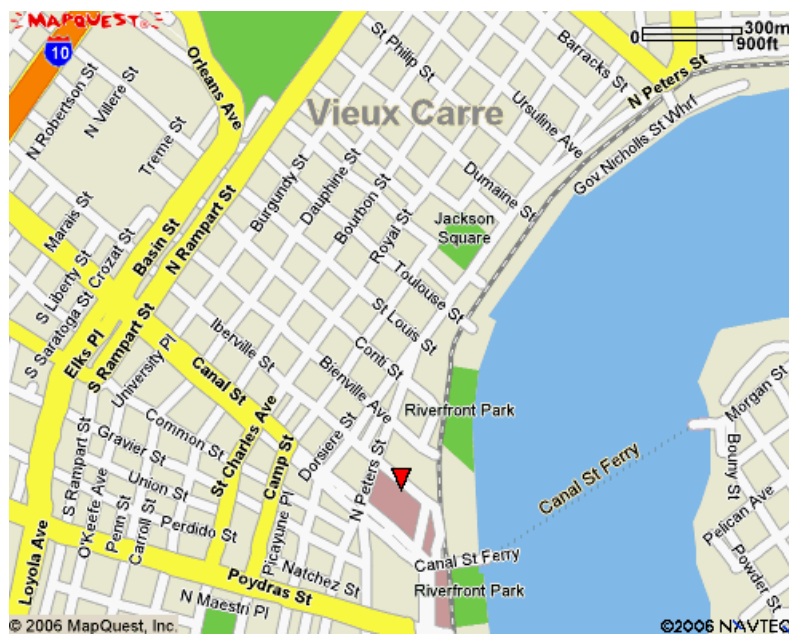 MAPQUEST
10
0 300m
900ft
Orleans Ave
St Philip St
Barracks St
N Peters St
N Robertson St
N Villere St
Vieux Carre
Ursuline Ave
Gov Nicholls St Whrf
Treme St
Burgundy St
Dauphine St
Bourbon St
Dumaine St
Marais St
Basin St
N Rampart St
Royal St
Jackson
Square
S Liberty St
Crozat St
Toulouse St
S Saratoga St
St Louis St
Elks Pl
S Rampart St
University Pl
Iberville St
Canal St
Conti St
Bienville Ave
Riverfront Park
Morgan St
Common St
St Charles Ave
Camp St
Dorsiere St
N Peters St
Bouny St
Gravier St
S Rampart St
O'Keefe Ave
Union St
Penn St
Carroll St
Perdido St
Picayune Pl
Canal St Ferry
Pelican Ave
Powder St
Loyola Ave
Natchez St
Canal St Ferry
Poydras St
Riverfront Park
N Maestri Pl
© 2006 MapQuest, Inc.
©2006 NAVTEQ